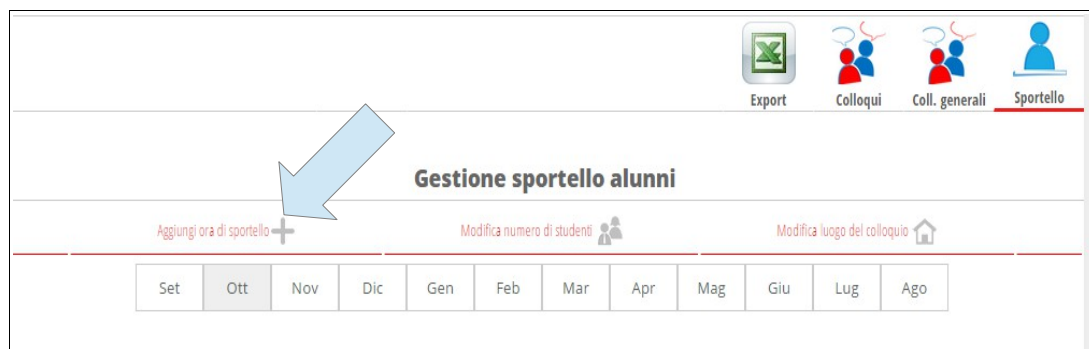 Export Colloqui Coll. generali Sportello
Gestione sportello alunni
Aggiungi ora di sportello Modifica numero di studenti Modifica luogo del colloquio
Set Ott Nov Dic Gen Feb Mar Apr Mag Giu Lug Ago